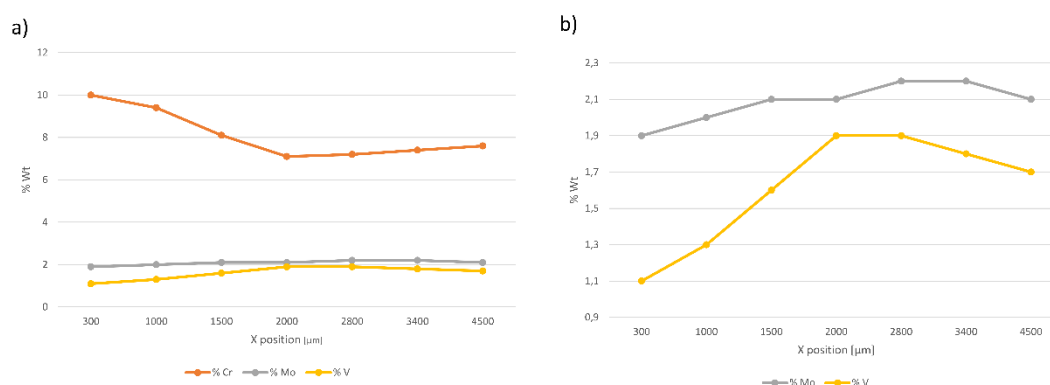 a)
12
10
8
6
4
2
0
% Wt
300 1000 1500 2000 2800 3400 4500
X position [µm]
% Cr % Mo % V
b)
2,3
2,1
1,9
1,7
1,5
1,3
1,1
0,9
% Wt
300 1000 1500 2000 2800 3400 4500
X position [µm]
% Mo % V